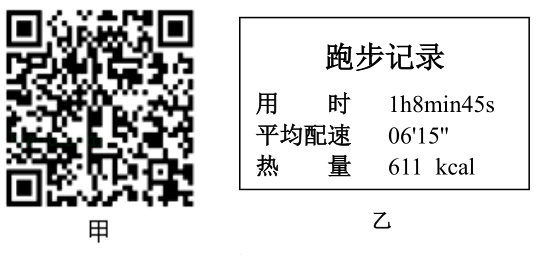 跑步记录
用 时 1h8min45s
平均配速 06'15"
热 量 611 kcal
甲
乙